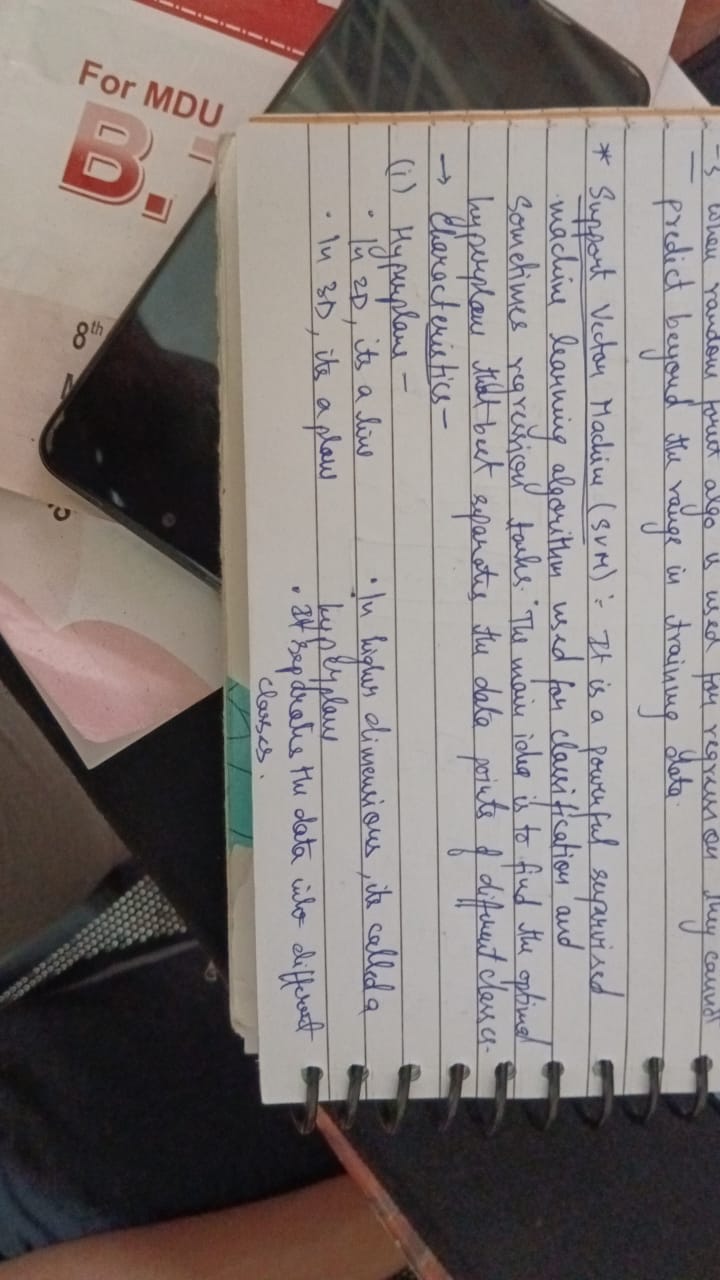 For MDU
B.
8th
when random forest algo is used for regression they cannot
predict beyond the range in training data.
* Support Vector Machine (SVM) :- It is a powerful supervised
machine learning algorithm used for classification and
sometimes regression tasks. The main idea is to find the optimal
hyperplane that best separates the data points of different classes.
→ Characteristics -
(i) Hyperplane -
• In 2D, its a line
• In 3D, its a plane
• In higher dimensions, its called a
hyperplane
• It separates the data into different
classes.